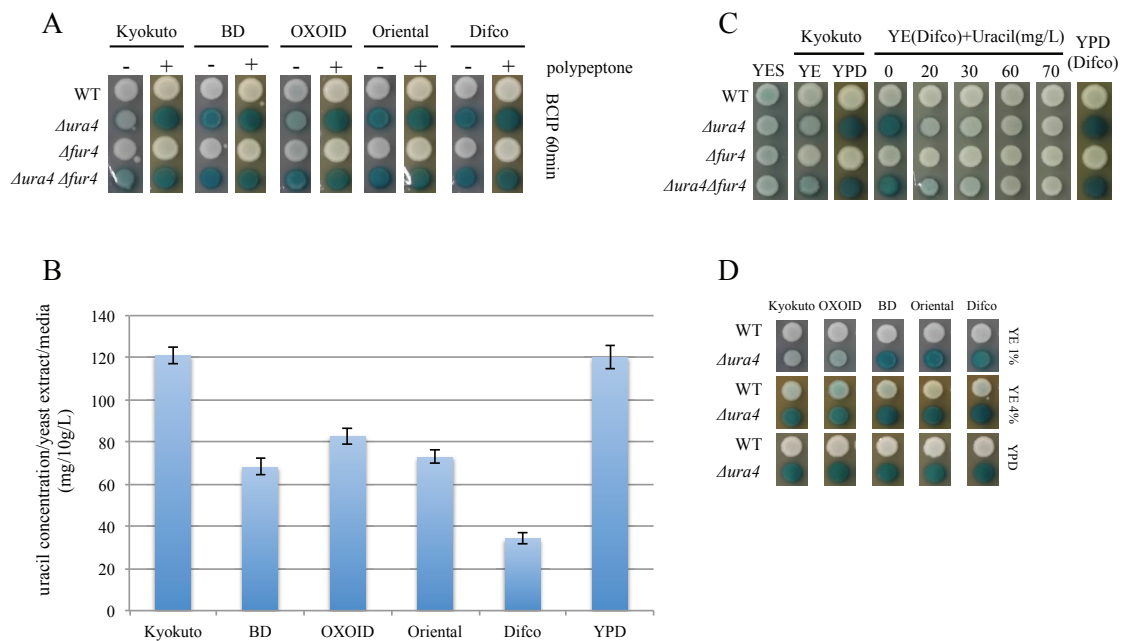 A
Kyokuto BD OXOID Oriental Difco
- + - + - + - + - + polypeptone
WT
Δura4
Δfur4
Δura4 Δfur4
BCIP 60min
B
uracil concentration/yeast extract/media
(mg/10g/L)
140
120
100
80
60
40
20
0
Kyokuto BD OXOID Oriental Difco YPD
C
Kyokuto YE(Difco)+Uracil(mg/L) YPD
(Difco)
YES YE YPD 0 20 30 60 70
WT
Δura4
Δfur4
Δura4Δfur4
D
Kyokuto OXOID BD Oriental Difco
WT
Δura4
YE 1%
WT
Δura4
YE 4%
WT
Δura4
YPD